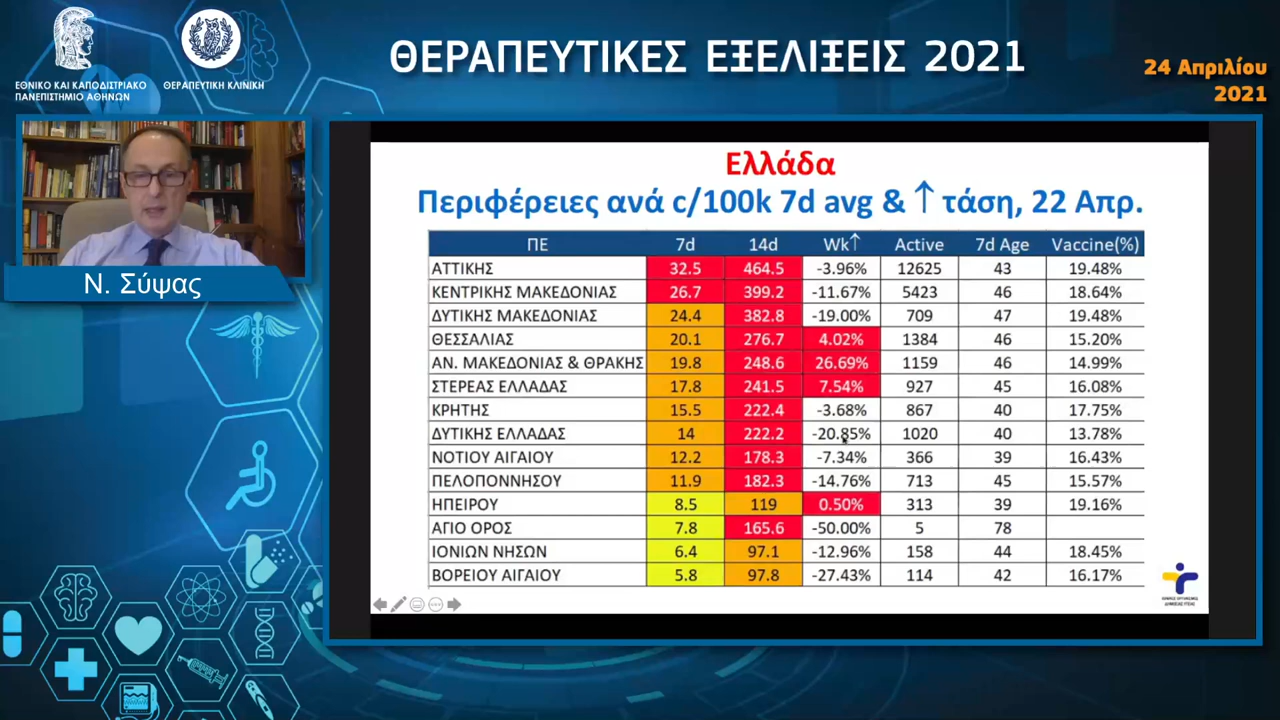 ΕΘΝΙΚΟ ΚΑΙ ΚΑΠΟΔΙΣΤΡΙΑΚΟ
ΠΑΝΕΠΙΣΤΗΜΙΟ ΑΘΗΝΩΝ
ΘΕΡΑΠΕΥΤΙΚΗ ΚΛΙΝΙΚΗ
ΘΕΡΑΠΕΥΤΙΚΕΣ ΕΞΕΛΙΞΕΙΣ 2021
24 Απριλίου
2021
Ν. Σύψας
Ελλάδα
Περιφέρειες ανά c/100k 7d avg & ↑ τάση, 22 Απρ.
ΠΕ 7d 14d Wk↑ Active 7d Age Vaccine(%)
ΑΤΤΙΚΗΣ 32.5 464.5 -3.96% 12625 43 19.48%
ΚΕΝΤΡΙΚΗΣ ΜΑΚΕΔΟΝΙΑΣ 26.7 399.2 -11.67% 5423 46 18.64%
ΔΥΤΙΚΗΣ ΜΑΚΕΔΟΝΙΑΣ 24.4 382.8 -19.00% 709 47 19.48%
ΘΕΣΣΑΛΙΑΣ 20.1 276.7 4.02% 1384 46 15.20%
ΑΝ. ΜΑΚΕΔΟΝΙΑΣ & ΘΡΑΚΗΣ 19.8 248.6 26.69% 1159 46 14.99%
ΣΤΕΡΕΑΣ ΕΛΛΑΔΑΣ 17.8 241.5 7.54% 927 45 16.08%
ΚΡΗΤΗΣ 15.5 222.4 -3.68% 867 40 17.75%
ΔΥΤΙΚΗΣ ΕΛΛΑΔΑΣ 14 222.2 -20.85% 1020 40 13.78%
ΝΟΤΙΟΥ ΑΙΓΑΙΟΥ 12.2 178.3 -7.34% 366 39 16.43%
ΠΕΛΟΠΟΝΝΗΣΟΥ 11.9 182.3 -14.76% 713 45 15.57%
ΗΠΕΙΡΟΥ 8.5 119 0.50% 313 39 19.16%
ΑΓΙΟ ΟΡΟΣ 7.8 165.6 -50.00% 5 78
ΙΟΝΙΩΝ ΝΗΣΩΝ 6.4 97.1 -12.96% 158 44 18.45%
ΒΟΡΕΙΟΥ ΑΙΓΑΙΟΥ 5.8 97.8 -27.43% 114 42 16.17%